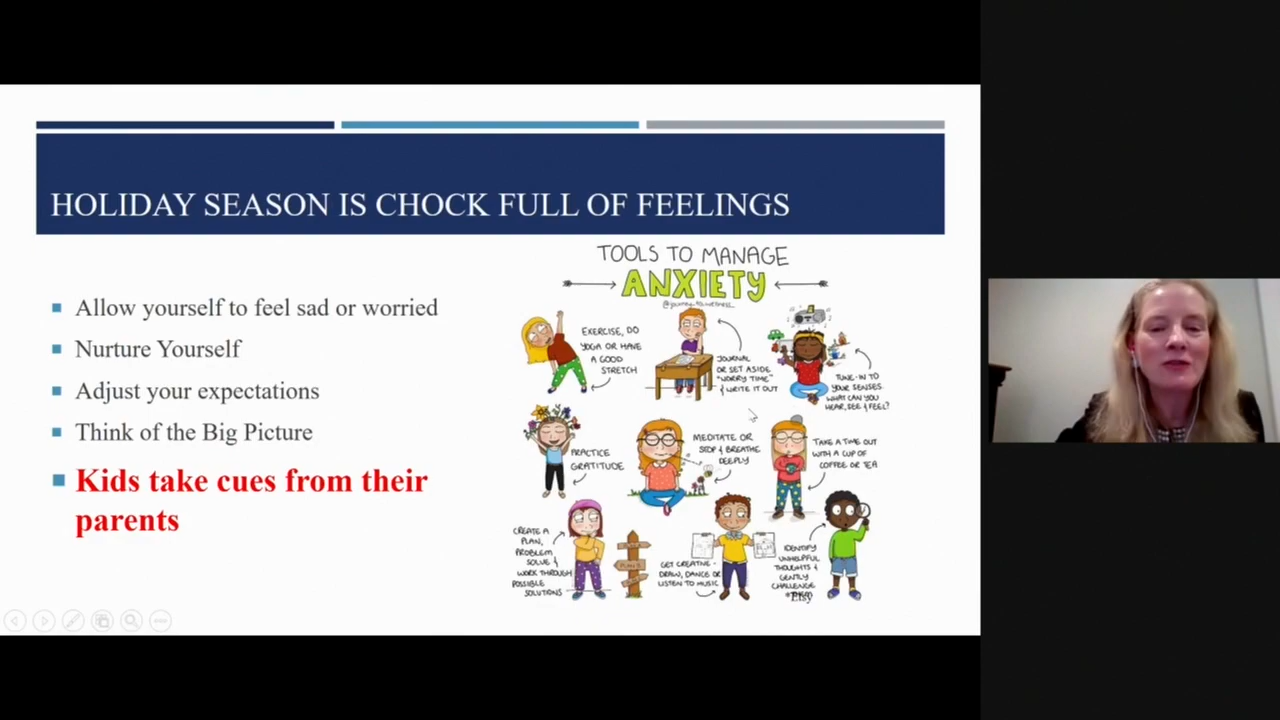 HOLIDAY SEASON IS CHOCK FULL OF FEELINGS
Allow yourself to feel sad or worried
Nurture Yourself
Adjust your expectations
Think of the Big Picture
Kids take cues from their
parents
TOOLS TO MANAGE
ANXIETY
@journey_to_wellness_
EXERCISE, DO
YOGA OR HAVE
A GOOD
STRETCH
JOURNAL
OR SET ASIDE
"WORRY TIME"
& WRITE IT OUT
TUNE-IN TO
YOUR SENSES.
WHAT CAN YOU
HEAR, SEE & FEEL?
PRACTICE
GRATITUDE
MEDITATE OR
STOP & BREATHE
DEEPLY
TAKE A TIME OUT
WITH A CUP OF
COFFEE OR TEA
CREATE A
PLAN,
PROBLEM
SOLVE &
WORK THROUGH
POSSIBLE
SOLUTIONS
GET CREATIVE -
DRAW, DANCE OR
LISTEN TO MUSIC
IDENTIFY
UNHELPFUL
THOUGHTS &
GENTLY
CHALLENGE
Etsy